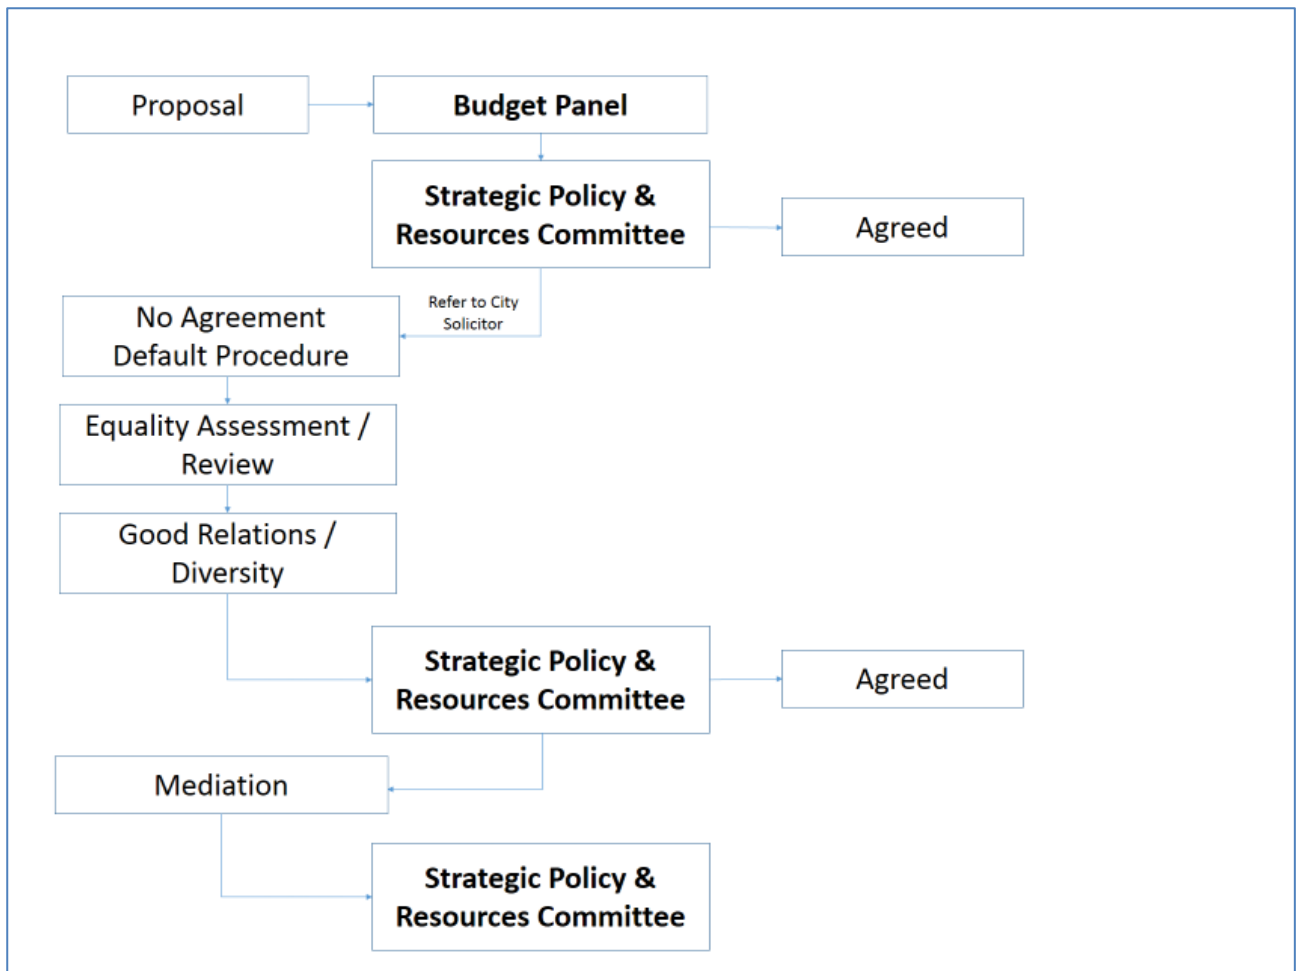 Proposal
Budget Panel
Strategic Policy &
Resources Committee
Agreed
Refer to City
Solicitor
No Agreement
Default Procedure
Equality Assessment /
Review
Good Relations /
Diversity
Strategic Policy &
Resources Committee
Agreed
Mediation
Strategic Policy &
Resources Committee